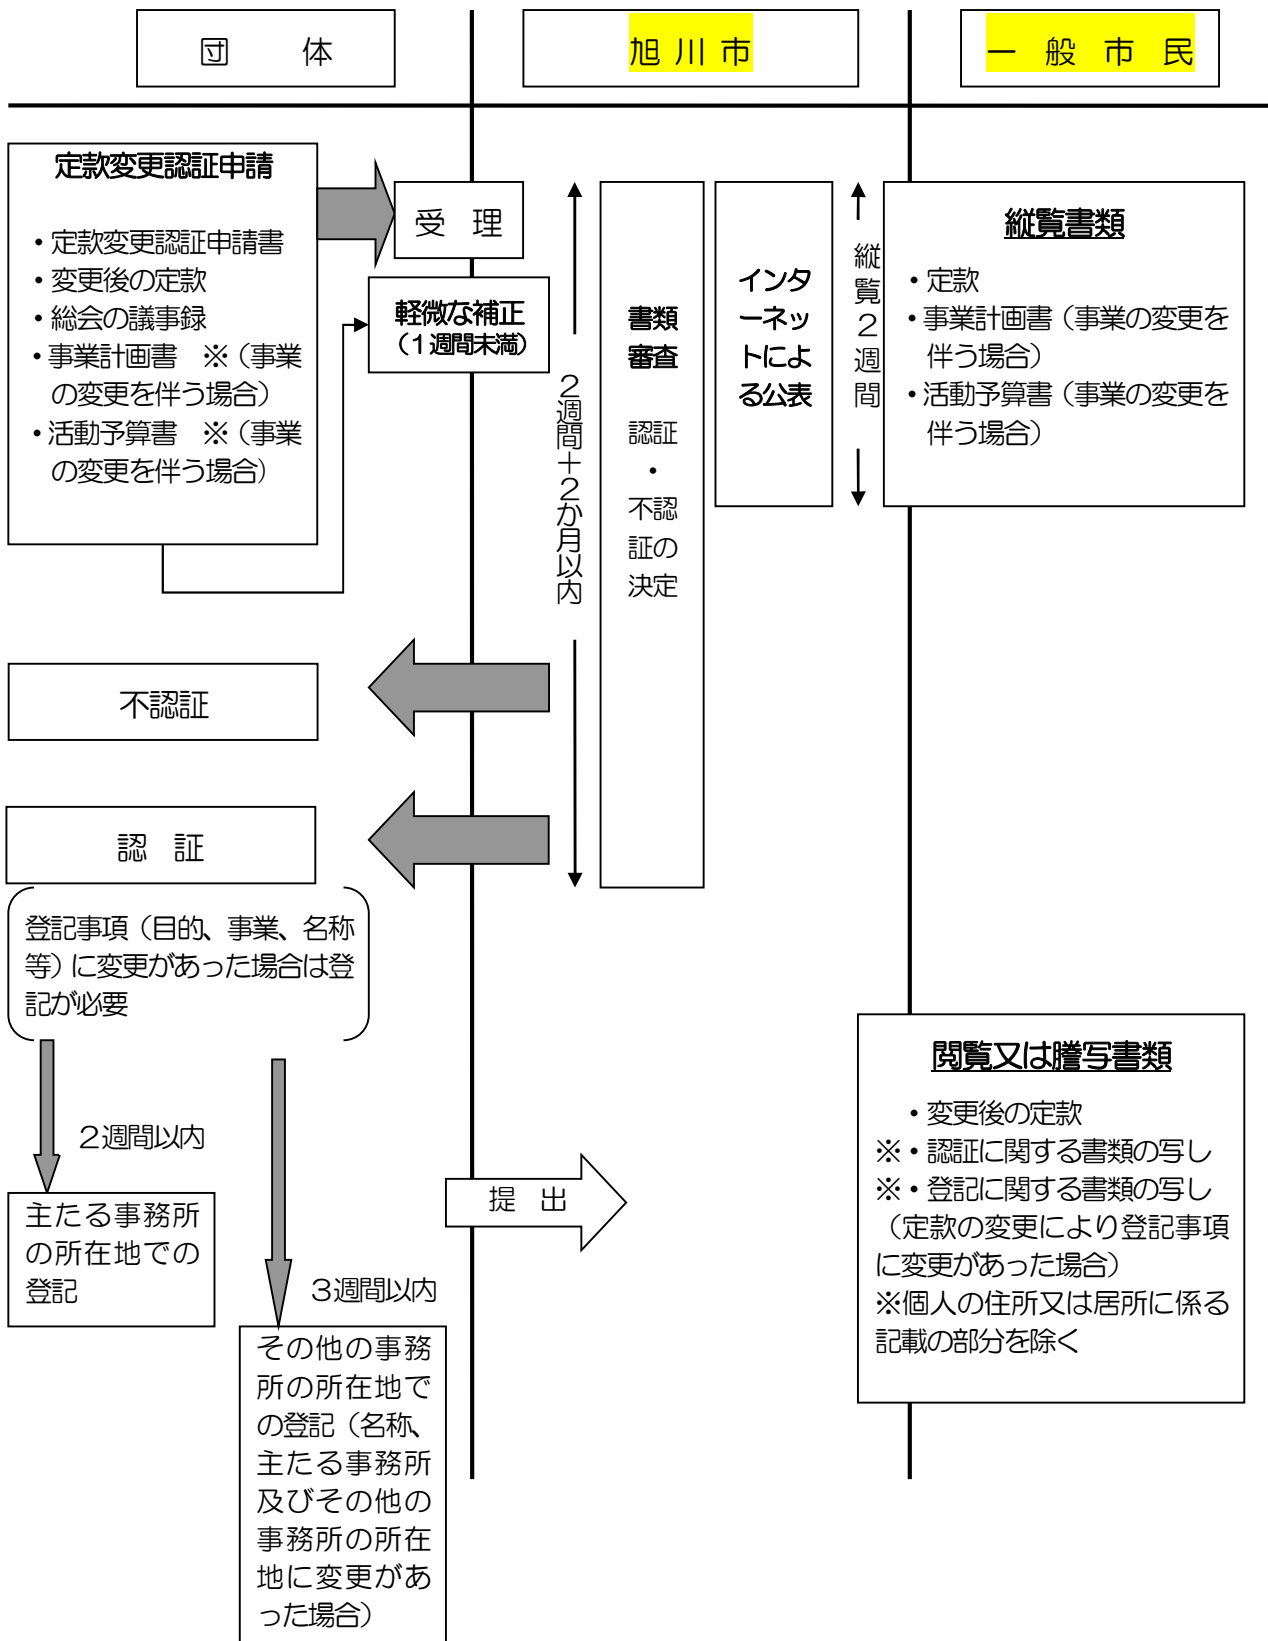 団　体
旭 川 市
一 般 市 民
定款変更認証申請
・定款変更認証申請書
・変更後の定款
・総会の議事録
・事業計画書　※（事業
の変更を伴う場合）
・活動予算書　※（事業
の変更を伴う場合）
受　理
軽微な補正
（１週間未満）
２週間＋２か月以内
書類
審査
認証
・
不認
証の
決定
インタ
ーネッ
トによ
る公表
縦覧２週間
縦覧書類
・定款
・事業計画書（事業の変更を
伴う場合）
・活動予算書（事業の変更を
伴う場合）
不認証
認　証
登記事項（目的、事業、名称
等）に変更があった場合は登
記が必要
２週間以内
主たる事務所
の所在地での
登記
３週間以内
その他の事務
所の所在地で
の登記（名称、
主たる事務所
及びその他の
事務所の所在
地に変更があ
った場合）
提　出
閲覧又は謄写書類
・変更後の定款
※・認証に関する書類の写し
※・登記に関する書類の写し
（定款の変更により登記事項
に変更があった場合）
※個人の住所又は居所に係る
記載の部分を除く